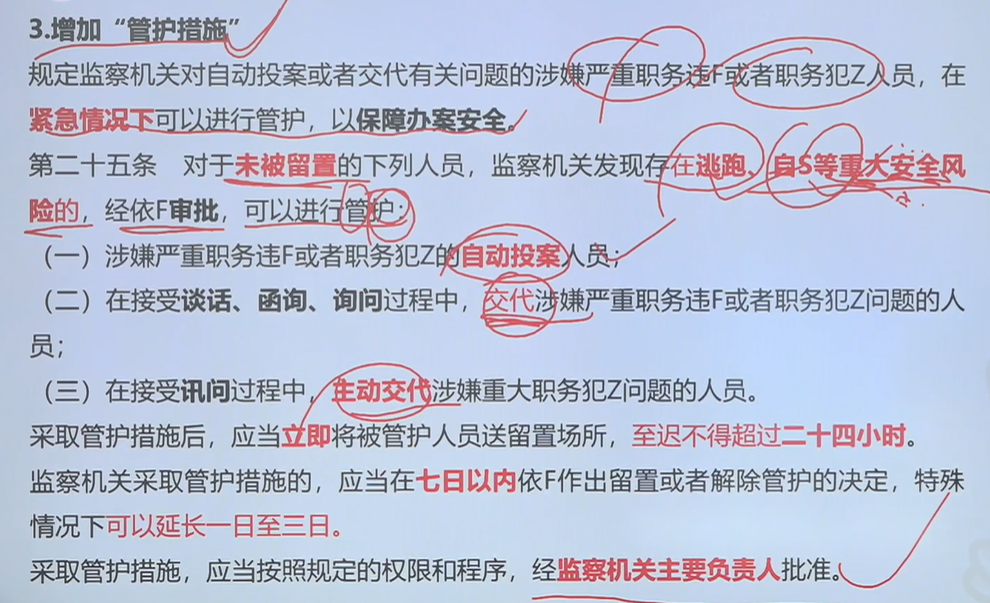 3.增加“管护措施”
规定监察机关对自动投案或者交代有关问题的涉嫌严重职务违F或者职务犯Z人员，在
紧急情况下可以进行管护，以保障办案安全。
第二十五条 对于未被留置的下列人员，监察机关发现存在逃跑、自S等重大安全风
险的，经依F审批，可以进行管护：
（一）涉嫌严重职务违F或者职务犯Z的自动投案人员；
（二）在接受谈话、函询、询问过程中，交代涉嫌严重职务违F或者职务犯Z问题的人
员；
（三）在接受讯问过程中，主动交代涉嫌重大职务犯Z问题的人员。
采取管护措施后，应当立即将被管护人员送留置场所，至迟不得超过二十四小时。
监察机关采取管护措施的，应当在七日以内依F作出留置或者解除管护的决定，特殊
情况下可以延长一日至三日。
采取管护措施，应当按照规定的权限和程序，经监察机关主要负责人批准。